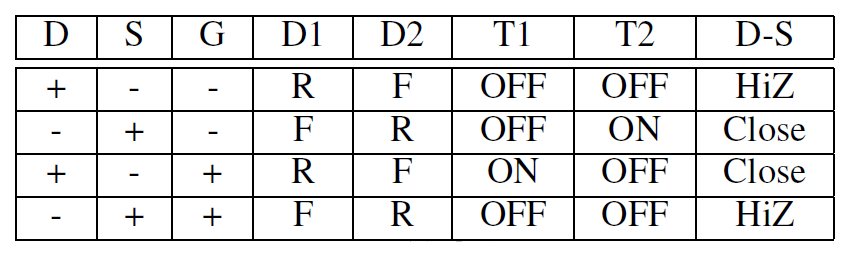 D S G D1 D2 T1 T2 D-S
+ - - R F OFF OFF HiZ
- + - F R OFF ON Close
+ - + R F ON OFF Close
- + + F R OFF OFF HiZ